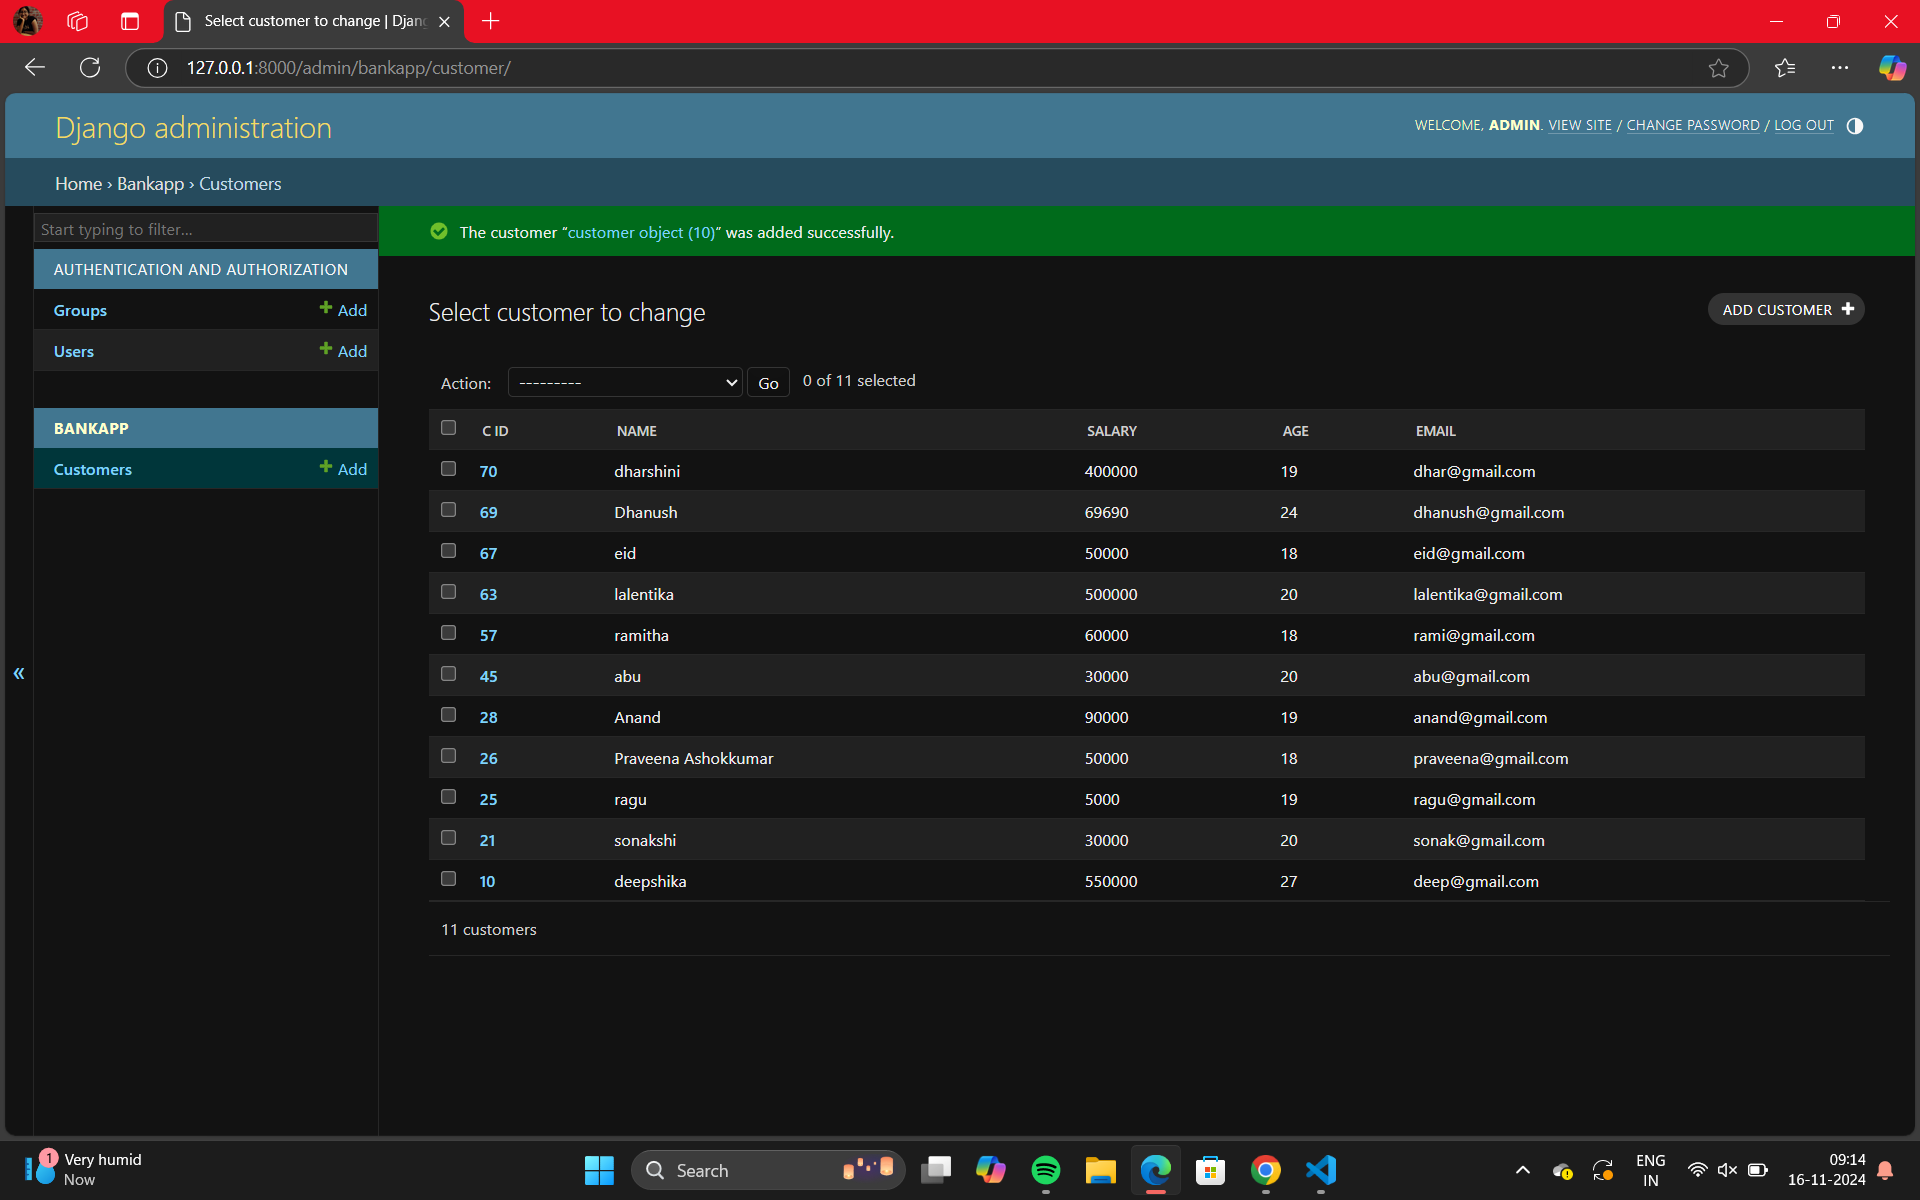 Select customer to change | Djang
127.0.0.1:8000/admin/bankapp/customer/
Django administration
WELCOME, ADMIN. VIEW SITE / CHANGE PASSWORD / LOG OUT
Home › Bankapp › Customers
Start typing to filter...
AUTHENTICATION AND AUTHORIZATION
Groups Add
Users Add
BANKAPP
Customers Add
«
The customer “customer object (10)“ was added successfully.
Select customer to change
ADD CUSTOMER
Action: --------- Go 0 of 11 selected
C ID NAME SALARY AGE EMAIL
70 dharshini 400000 19 dhar@gmail.com
69 Dhanush 69690 24 dhanush@gmail.com
67 eid 50000 18 eid@gmail.com
63 lalentika 500000 20 lalentika@gmail.com
57 ramitha 60000 18 rami@gmail.com
45 abu 30000 20 abu@gmail.com
28 Anand 90000 19 anand@gmail.com
26 Praveena Ashokkumar 50000 18 praveena@gmail.com
25 ragu 5000 19 ragu@gmail.com
21 sonakshi 30000 20 sonak@gmail.com
10 deepshika 550000 27 deep@gmail.com
11 customers
1
Very humid
Now
Search
ENG
IN
09:14
16-11-2024